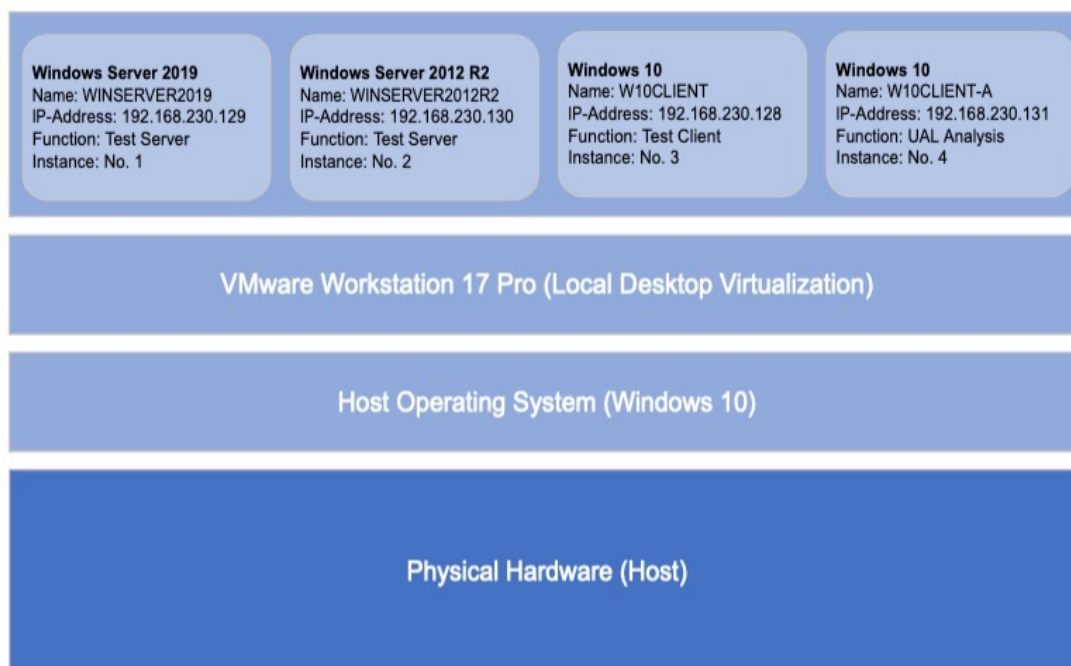 Windows Server 2019
Name: WINSERVER2019
IP-Address: 192.168.230.129
Function: Test Server
Instance: No. 1
Windows Server 2012 R2
Name: WINSERVER2012R2
IP-Address: 192.168.230.130
Function: Test Server
Instance: No. 2
Windows 10
Name: W10CLIENT
IP-Address: 192.168.230.128
Function: Test Client
Instance: No. 3
Windows 10
Name: W10CLIENT-A
IP-Address: 192.168.230.131
Function: UAL Analysis
Instance: No. 4
VMware Workstation 17 Pro (Local Desktop Virtualization)
Host Operating System (Windows 10)
Physical Hardware (Host)